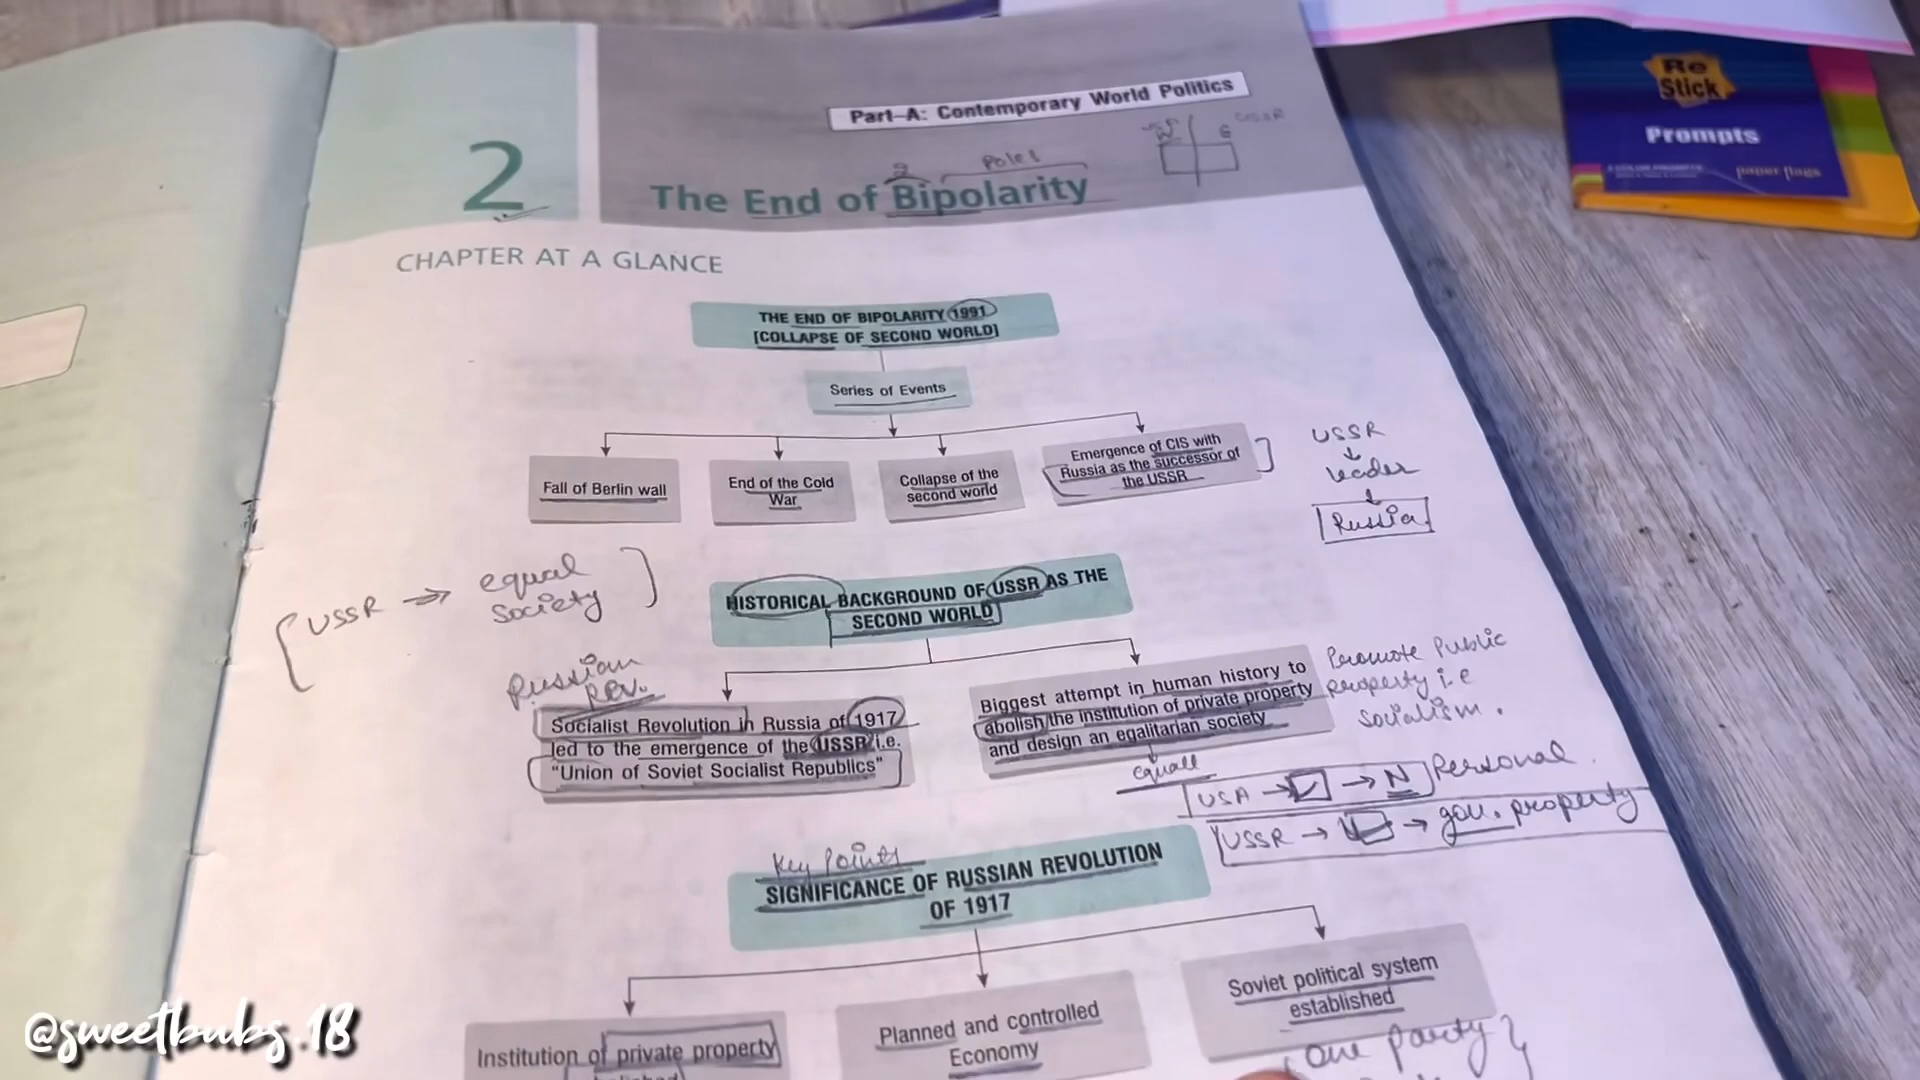 Re
Stick
Prompts
paper flags
Part–A: Contemporary World Politics
2
Poles
2
The End of Bipolarity
CHAPTER AT A GLANCE
THE END OF BIPOLARITY 1991
[COLLAPSE OF SECOND WORLD]
Series of Events
Fall of Berlin wall
End of the Cold
War
Collapse of the
second world
Emergence of CIS with
Russia as the successor of
the USSR
USSR
leader
Russia
USSR → equal
society
HISTORICAL BACKGROUND OF USSR AS THE
SECOND WORLD
Russian
Rev.
Socialist Revolution in Russia of 1917
led to the emergence of the USSR i.e.
"Union of Soviet Socialist Republics"
Biggest attempt in human history to
abolish the institution of private property
and design an egalitarian society
Promote Public
property i.e
socialism.
equall
USA → → N Personal
USSR → → gov. property
Key Points
SIGNIFICANCE OF RUSSIAN REVOLUTION
OF 1917
Institution of private property
Planned and controlled
Economy
Soviet political system
established
one party
@sweetbubs.18